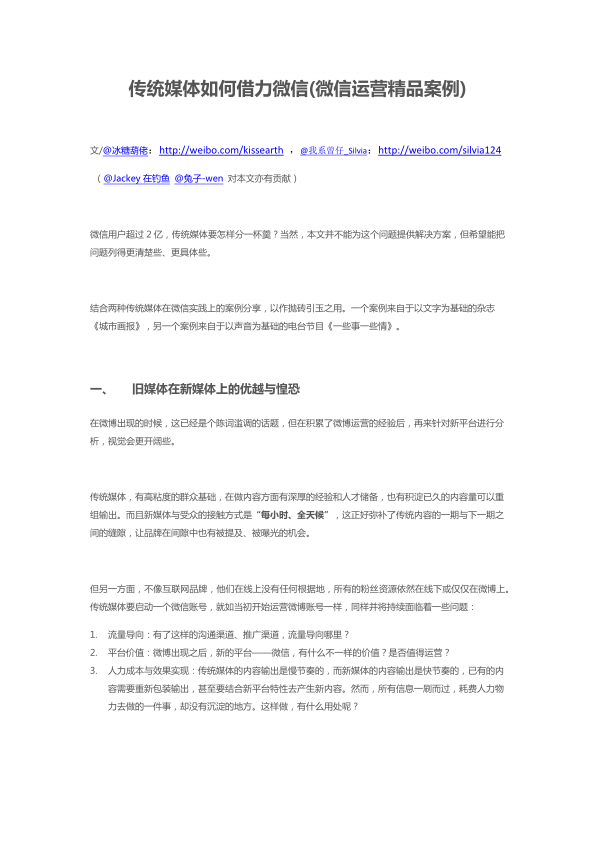 传统媒体如何借力微信(微信运营精品案例)
文/@冰糖葫佬：http://weibo.com/kissearth ，@我系曾仔_Silvia：http://weibo.com/silvia124
（@Jackey在钓鱼 @兔子-wen 对本文亦有贡献）
微信用户超过2亿，传统媒体要怎样分一杯羹？当然，本文并不能为这个问题提供解决方案，但希望能把
问题列得更清楚些、更具体些。
结合两种传统媒体在微信实践上的案例分享，以作抛砖引玉之用。一个案例来自于以文字为基础的杂志
《城市画报》，另一个案例来自于以声音为基础的电台节目《一些事一些情》。
一、 旧媒体在新媒体上的优越与惶恐
在微博出现的时候，这已经是个陈词滥调的话题，但在积累了微博运营的经验后，再来针对新平台进行分
析，视觉会更开阔些。
传统媒体，有高粘度的群众基础，在做内容方面有深厚的经验和人才储备，也有积淀已久的内容量可以重
组输出。而且新媒体与受众的接触方式是“每小时、全天候”，这正好弥补了传统内容的一期与下一期之
间的缝隙，让品牌在间隙中也有被提及、被曝光的机会。
但另一方面，不像互联网品牌，他们在线上没有任何根据地，所有的粉丝资源依然在线下或仅仅在微博上。
传统媒体要启动一个微信账号，就如当初开始运营微博账号一样，同样并将持续面临着一些问题：
1. 流量导向：有了这样的沟通渠道、推广渠道，流量导向哪里？
2. 平台价值：微博出现之后，新的平台——微信，有什么不一样的价值？是否值得运营？
3. 人力成本与效果实现：传统媒体的内容输出是慢节奏的，而新媒体的内容输出是快节奏的，已有的内
容需要重新包装输出，甚至要结合新平台特性去产生新内容。然而，所有信息一刷而过，耗费人力物
力去做的一件事，却没有沉淀的地方。这样做，有什么用处呢？